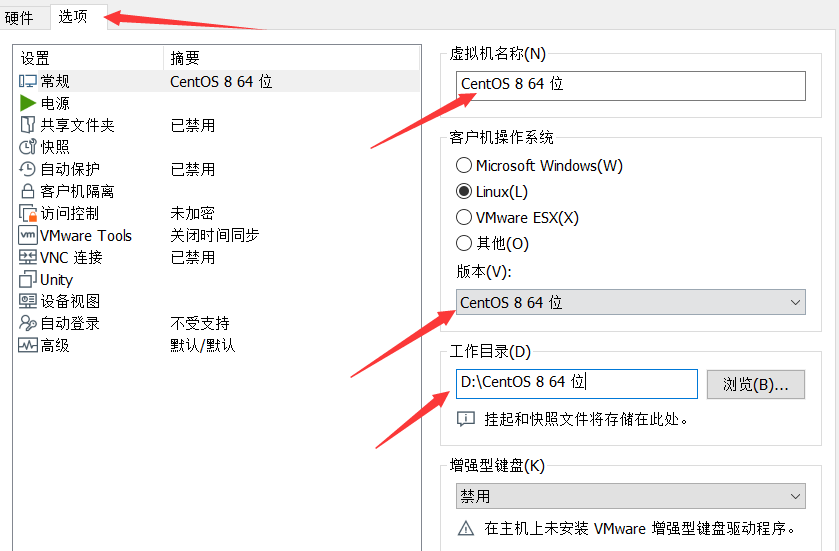 硬件 选项
设置 摘要
常规 CentOS 8 64 位
电源
共享文件夹 已禁用
快照
自动保护 已禁用
客户机隔离
访问控制 未加密
VMware Tools 关闭时间同步
VNC 连接 已禁用
Unity
设备视图
自动登录 不受支持
高级 默认/默认
虚拟机名称(N)
CentOS 8 64 位
客户机操作系统
Microsoft Windows(W)
Linux(L)
VMware ESX(X)
其他(O)
版本(V):
CentOS 8 64 位
工作目录(D)
D:\CentOS 8 64 位
浏览(B)...
挂起和快照文件将存储在此处。
增强型键盘(K)
禁用
在主机上未安装 VMware 增强型键盘驱动程序。